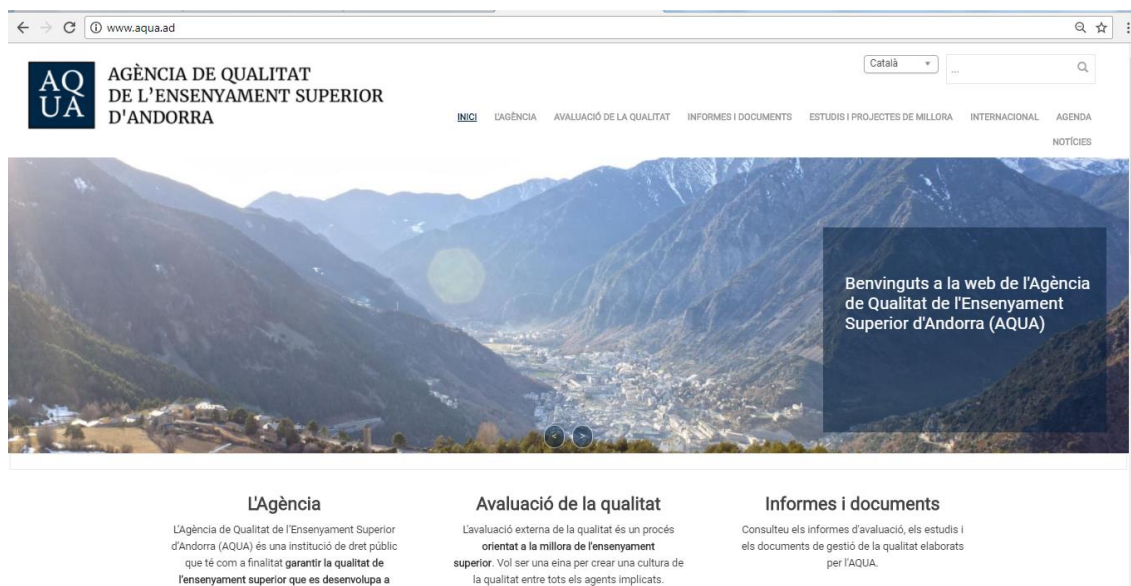 www.aqua.ad
AQ
UA
AGÈNCIA DE QUALITAT
DE L'ENSENYAMENT SUPERIOR
D'ANDORRA
Català
...
INICI L'AGÈNCIA AVALUACIÓ DE LA QUALITAT INFORMES I DOCUMENTS ESTUDIS I PROJECTES DE MILLORA INTERNACIONAL AGENDA
NOTÍCIES
Benvinguts a la web de l'Agència
de Qualitat de l'Ensenyament
Superior d'Andorra (AQUA)
< >
L'Agència
L'Agència de Qualitat de l'Ensenyament Superior
d'Andorra (AQUA) és una institució de dret públic
que té com a finalitat garantir la qualitat de
l'ensenyament superior que es desenvolupa a
Avaluació de la qualitat
L'avaluació externa de la qualitat és un procés
orientat a la millora de l'ensenyament
superior. Vol ser una eina per crear una cultura de
la qualitat entre tots els agents implicats.
Informes i documents
Consulteu els informes d'avaluació, els estudis i
els documents de gestió de la qualitat elaborats
per l'AQUA.